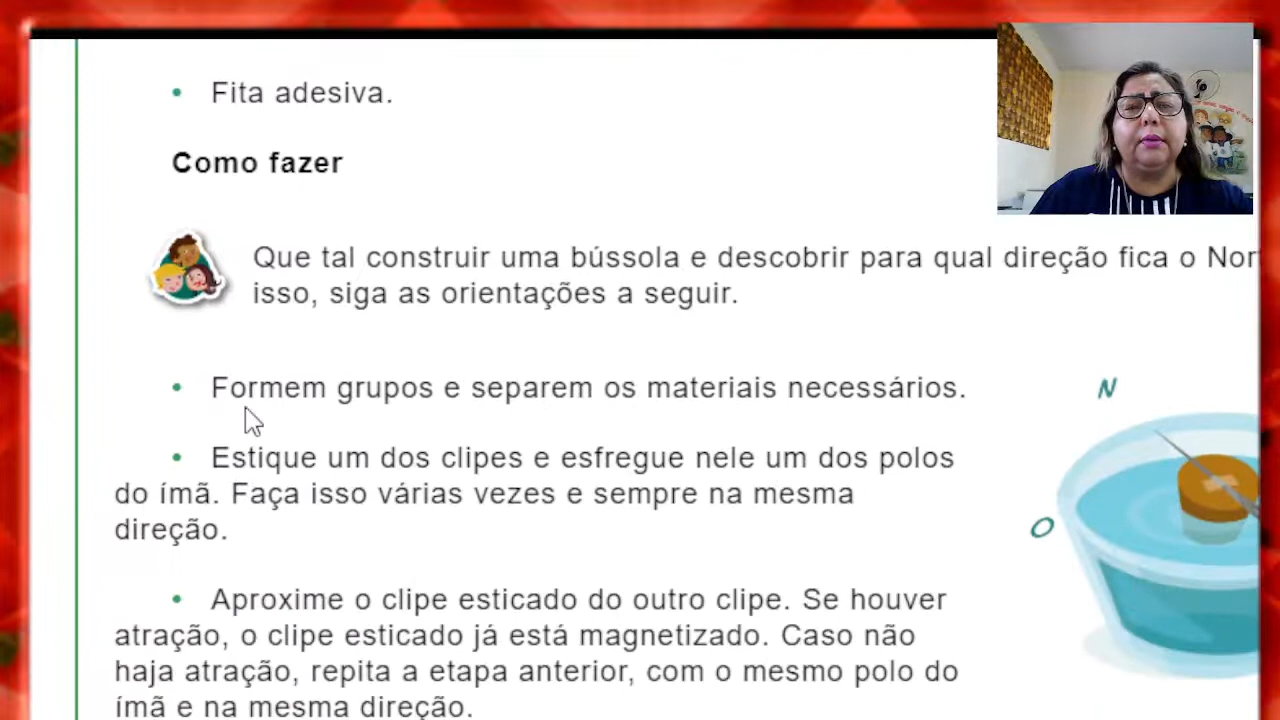 • Fita adesiva.
Como fazer
Que tal construir uma bússola e descobrir para qual direção fica o Nor
isso, siga as orientações a seguir.
• Formem grupos e separem os materiais necessários.
N
• Estique um dos clipes e esfregue nele um dos polos
do ímã. Faça isso várias vezes e sempre na mesma
direção.
O
• Aproxime o clipe esticado do outro clipe. Se houver
atração, o clipe esticado já está magnetizado. Caso não
haja atração, repita a etapa anterior, com o mesmo polo do
ímã e na mesma direção.